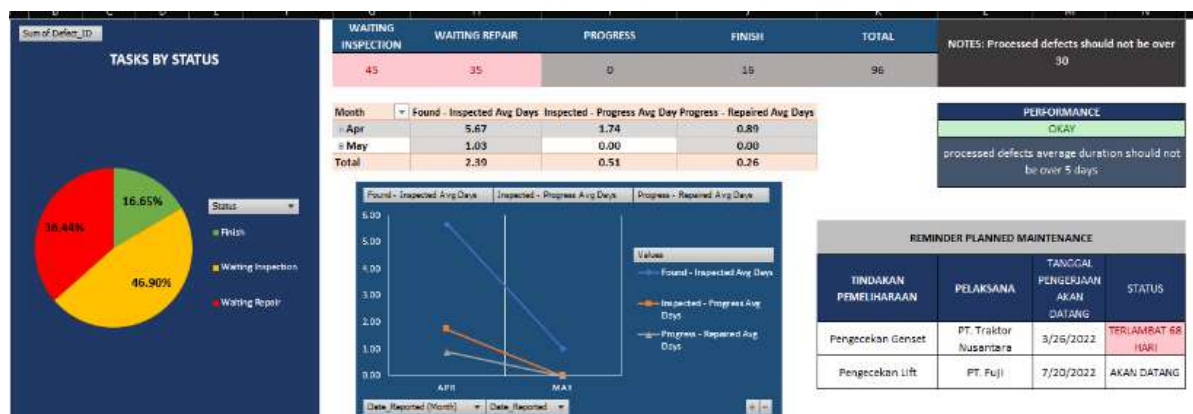 Sum of Defect_ID
TASKS BY STATUS
16.65%
36.44%
46.90%
Status
Finish
Waiting Inspection
Waiting Repair
WAITING INSPECTION WAITING REPAIR PROGRESS FINISH TOTAL
45 35 0 16 96
NOTES: Processed defects should not be over
30
Month Found - Inspected Avg Days Inspected - Progress Avg Day Progress - Repaired Avg Days
Apr 5.67 1.74 0.89
May 1.03 0.00 0.00
Total 2.39 0.51 0.26
PERFORMANCE
OKAY
processed defects average duration should not
be over 5 days
Found - Inspected Avg Days Inspected - Progress Avg Days Progress - Repaired Avg Days
6.00
5.00
4.00
3.00
2.00
1.00
0.00
APR MAY
Values
Found - Inspected Avg Days
Inspected - Progress Avg
Days
Progress - Repaired Avg
Days
Date_Reported (Month) Date_Reported
REMINDER PLANNED MAINTENANCE
TINDAKAN PEMELIHARAAN PELAKSANA TANGGAL PENGERJAAN AKAN DATANG STATUS
Pengecekan Genset PT. Traktor Nusantara 3/26/2022 TERLAMBAT 68 HARI
Pengecekan Lift PT. Fuji 7/20/2022 AKAN DATANG